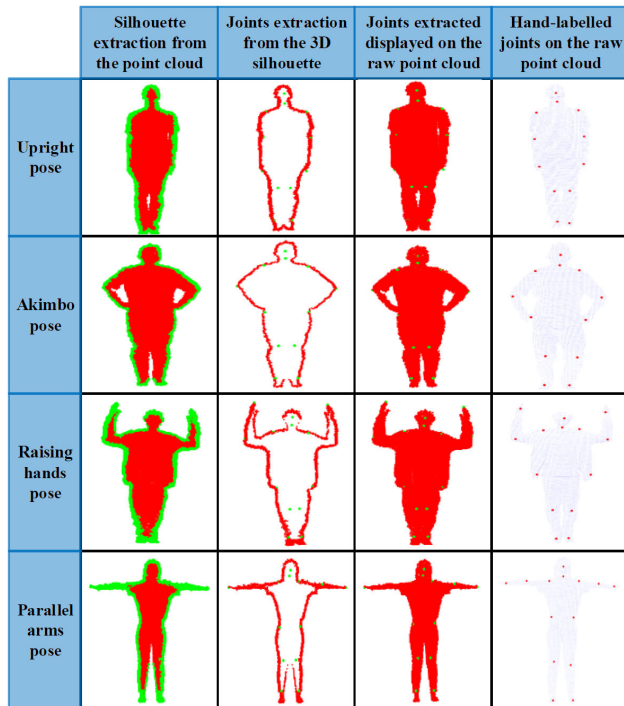 Silhouette
extraction from
the point cloud
Joints extraction
from the 3D
silhouette
Joints extracted
displayed on the
raw point cloud
Hand-labelled
joints on the raw
point cloud
Upright
pose
Akimbo
pose
Raising
hands
pose
Parallel
arms
pose